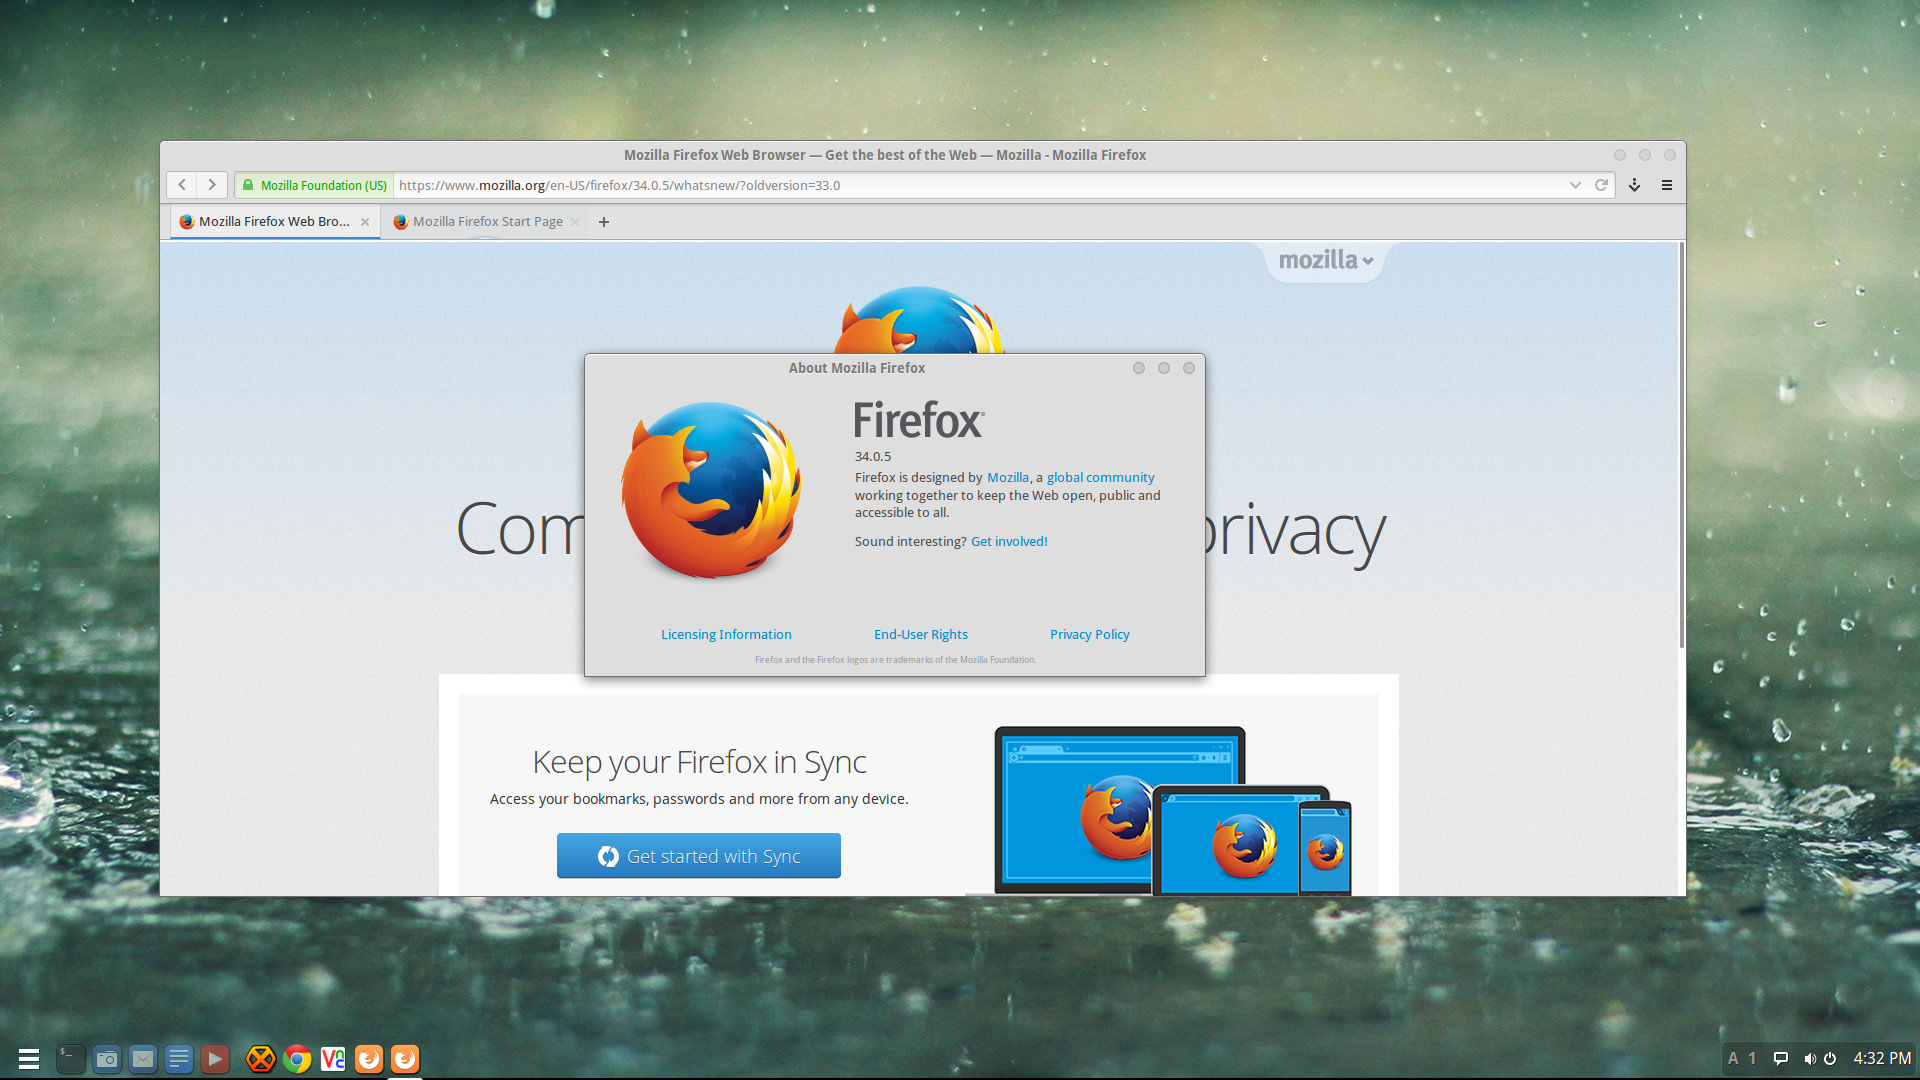 Mozilla Firefox Web Browser — Get the best of the Web — Mozilla - Mozilla Firefox
Mozilla Foundation (US) https://www.mozilla.org/en-US/firefox/34.0.5/whatsnew/?oldversion=33.0
Mozilla Firefox Web Bro... Mozilla Firefox Start Page
mozilla
About Mozilla Firefox
Firefox
34.0.5
Firefox is designed by Mozilla, a global community
working together to keep the Web open, public and
accessible to all.
Sound interesting? Get involved!
privacy
Licensing Information End-User Rights Privacy Policy
Firefox and the Firefox logos are trademarks of the Mozilla Foundation.
Keep your Firefox in Sync
Access your bookmarks, passwords and more from any device.
Get started with Sync
A 1 4:32 PM